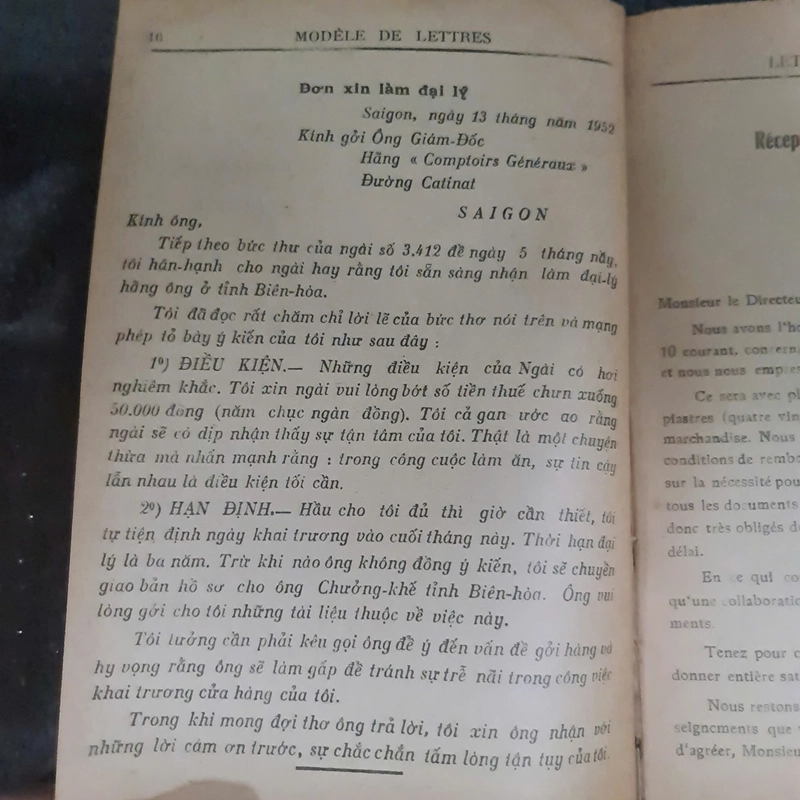 16 MODÈLE DE LETTRES
Đơn xin làm đại lý
Saigon, ngày 13 tháng năm 1952
Kính gởi Ông Giám-Đốc
Hãng « Comptoirs Généraux »
Đường Catinat
SAIGON
Kính ông,
Tiếp theo bức thư của ngài số 3.412 đề ngày 5 tháng nầy,
tôi hân-hạnh cho ngài hay rằng tôi sẵn sàng nhận làm đại-lý
hãng ông ở tỉnh Biên-hòa.
Tôi đã đọc rất chăm chỉ lời lẽ của bức thơ nói trên và mạng
phép tỏ bày ý kiến của tôi như sau đây :
1º) ĐIỀU KIỆN.— Những điều kiện của Ngài có hơi
nghiêm khắc. Tôi xin ngài vui lòng bớt số tiền thuế chưn xuống
50.000 đồng (năm chục ngàn đồng). Tôi cả gan ước ao rằng
ngài sẽ có dịp nhận thấy sự tận tâm của tôi. Thật là một chuyện
thừa mà nhấn mạnh rằng : trong công cuộc làm ăn, sự tin cậy
lẫn nhau là điều kiện tối cần.
2º) HẠN ĐỊNH.— Hầu cho tôi đủ thì giờ cần thiết, tôi
tự tiện định ngày khai trương vào cuối tháng này. Thời hạn đại
lý là ba năm. Trừ khi nào ông không đồng ý kiến, tôi sẽ chuyển
giao bản hồ sơ cho ông Chưởng-khế tỉnh Biên-hòa. Ông vui
lòng gởi cho tôi những tài liệu thuộc về việc này.
Tôi tưởng cần phải kêu gọi ông để ý đến vấn đề gởi hàng và
hy vọng rằng ông sẽ làm gấp để tránh sự trễ nãi trong công việc
khai trương cửa hàng của tôi.
Trong khi mong đợi thơ ông trả lời, tôi xin ông nhận với
những lời cám ơn trước, sự chắc chắn tấm lòng tận tụy của tôi.
Monsieur le Directeu
Nous avons l'ho
10 courant, concern
et nous nous empre
Ce sera avec pl
piastres (quatre vin
marchandise. Nous
conditions de rembo
sur la nécessité pou
tous les documents
donc très obligés de
délai.
En ce qui co
qu'une collaboratio
ments.
Tenez pour c
donner entière sat
Nous restons
seignements que
d'agréer, Monsieu